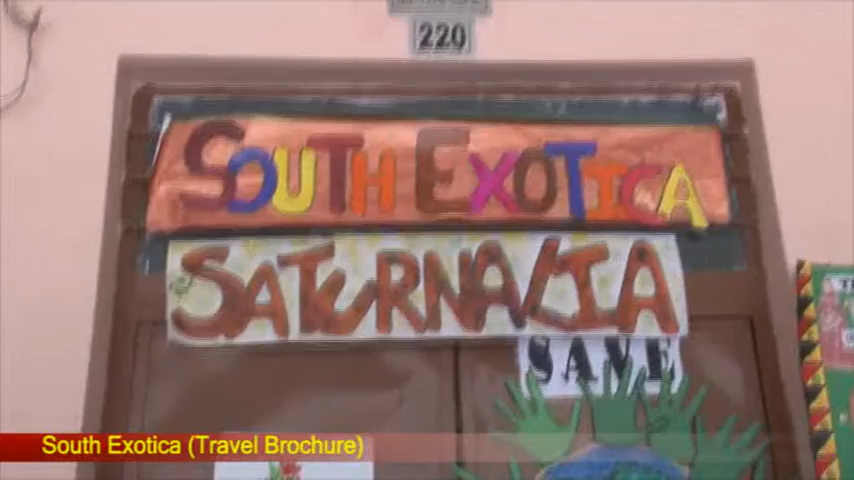 220
SOUTH EXOTICA
SATURNALIA
SAVE
South Exotica (Travel Brochure)